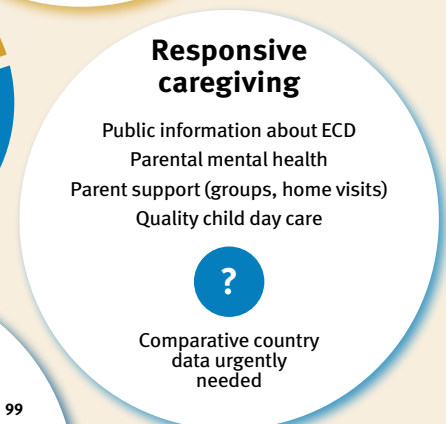 Responsive
caregiving
Public information about ECD
Parental mental health
Parent support (groups, home visits)
Quality child day care
?
Comparative country
data urgently
needed
99